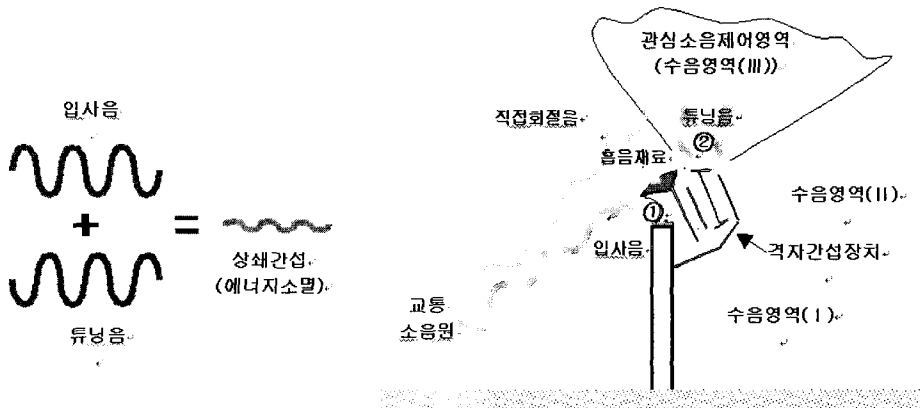 입사음
+
=
상쇄간섭
(에너지소멸)
튜닝음
관심소음제어영역
(수음영역(III))
직접회절음
튜닝음
②
흡음재료
①
수음영역(II)
입사음
격자간섭장치
교통
소음원
수음영역(I)